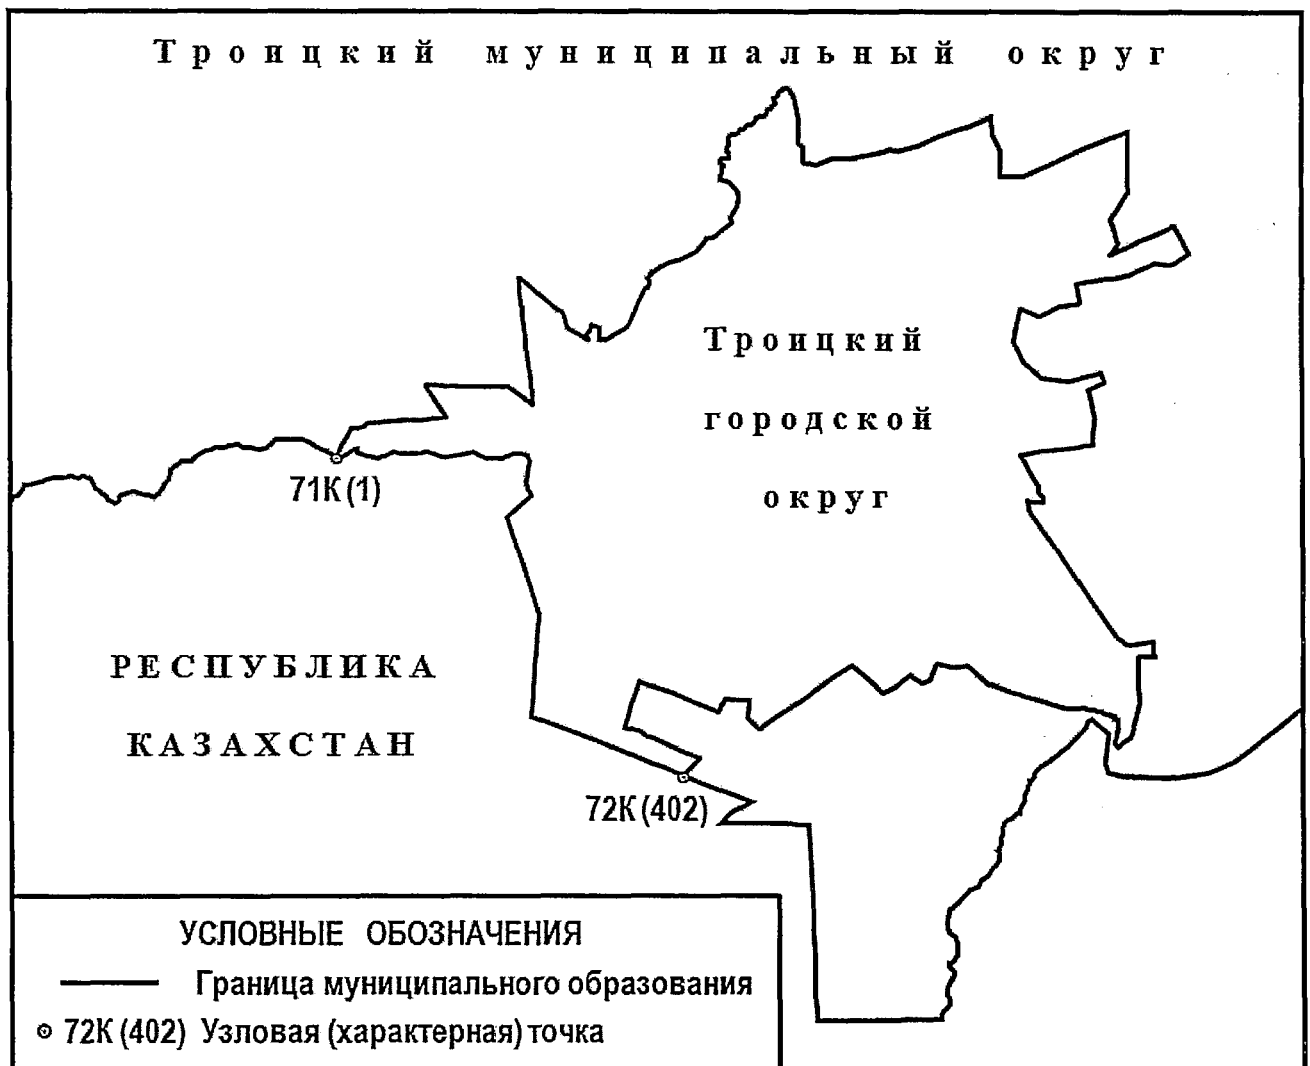 Троицкий муниципальный округ
Троицкий
городской
округ
71К (1)
РЕСПУБЛИКА
КАЗАХСТАН
72К (402)
УСЛОВНЫЕ ОБОЗНАЧЕНИЯ
Граница муниципального образования
72К (402) Узловая (характерная) точка